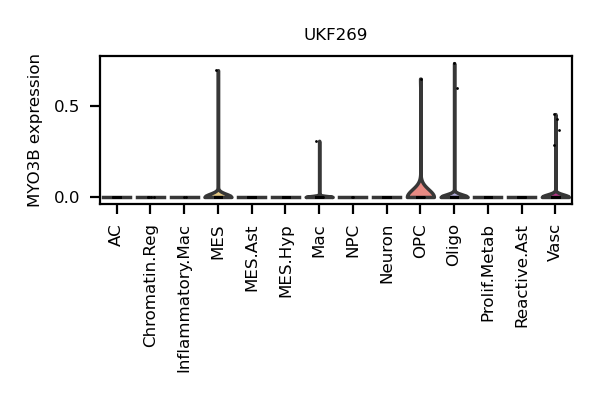 UKF269
MYO3B expression
0.5
0.0
AC
Chromatin.Reg
Inflammatory.Mac
MES
MES.Ast
MES.Hyp
Mac
NPC
Neuron
OPC
Oligo
Prolif.Metab
Reactive.Ast
Vasc